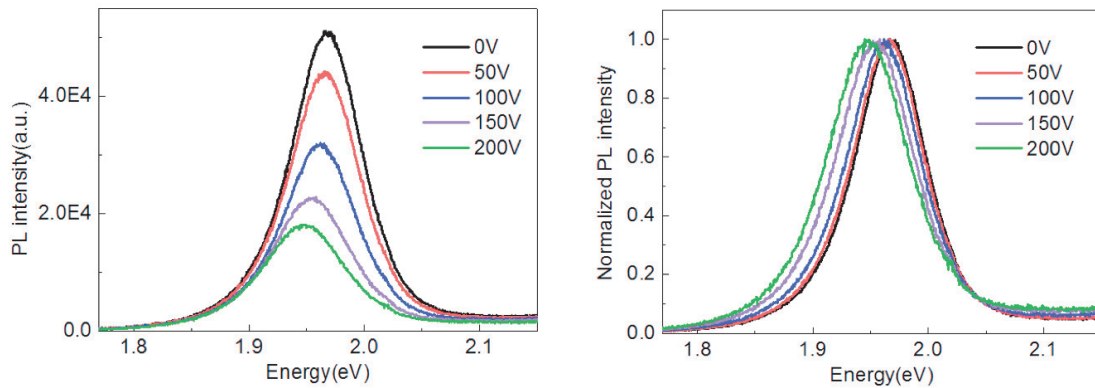 PL intensity(a.u.)
4.0E4
2.0E4
0.0
0V
50V
100V
150V
200V
1.8
1.9
2.0
2.1
Energy(eV)
Normalized PL intensity
1.0
0.8
0.6
0.4
0.2
0.0
0V
50V
100V
150V
200V
1.8
1.9
2.0
2.1
Energy(eV)